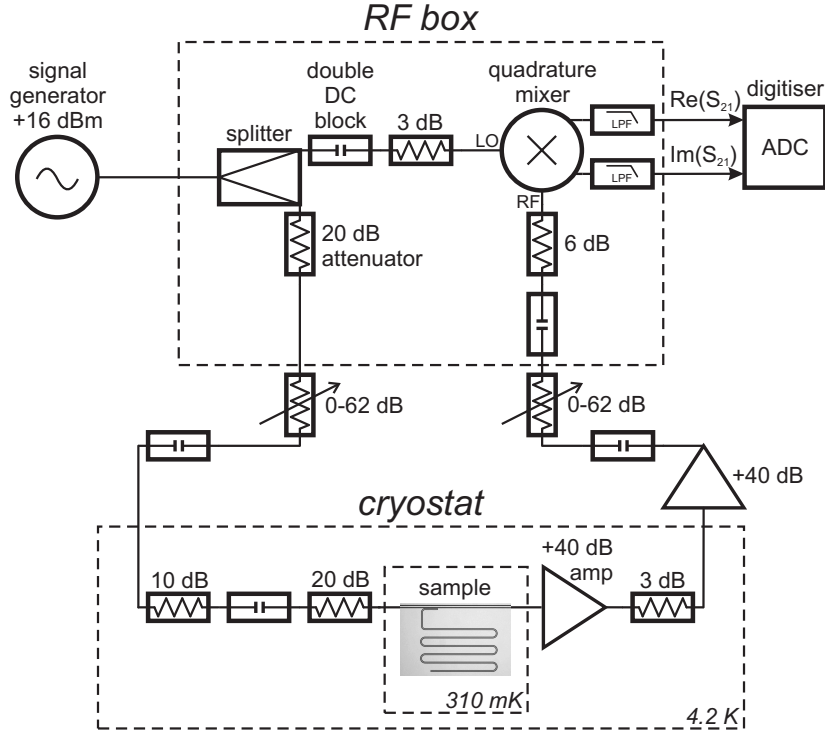 RF box
signal
generator
+16 dBm
splitter
double
DC
block
3 dB
quadrature
mixer
LO
RF
LPF
LPF
Re(S21)
Im(S21)
digitiser
ADC
20 dB
attenuator
6 dB
0-62 dB
0-62 dB
+40 dB
cryostat
10 dB
20 dB
sample
+40 dB
amp
3 dB
310 mK
4.2 K